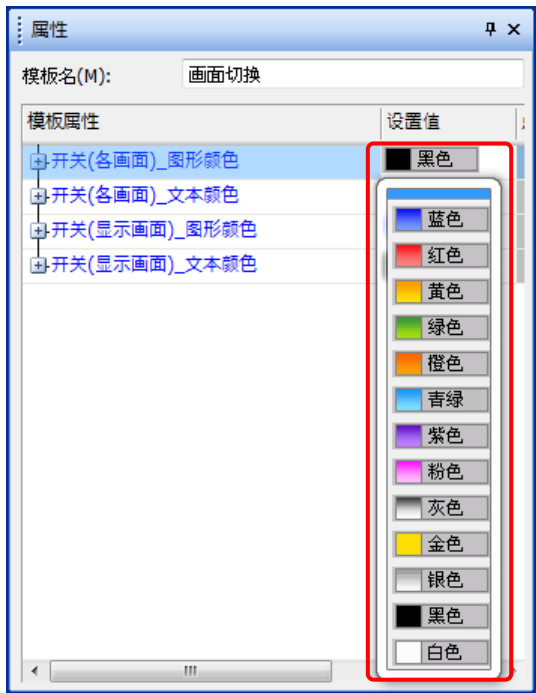 属性
模板名(M): 画面切换
模板属性 设置值
开关(各画面)_图形颜色 黑色
开关(各画面)_文本颜色
开关(显示画面)_图形颜色
开关(显示画面)_文本颜色
蓝色
红色
黄色
绿色
橙色
青绿
紫色
粉色
灰色
金色
银色
黑色
白色